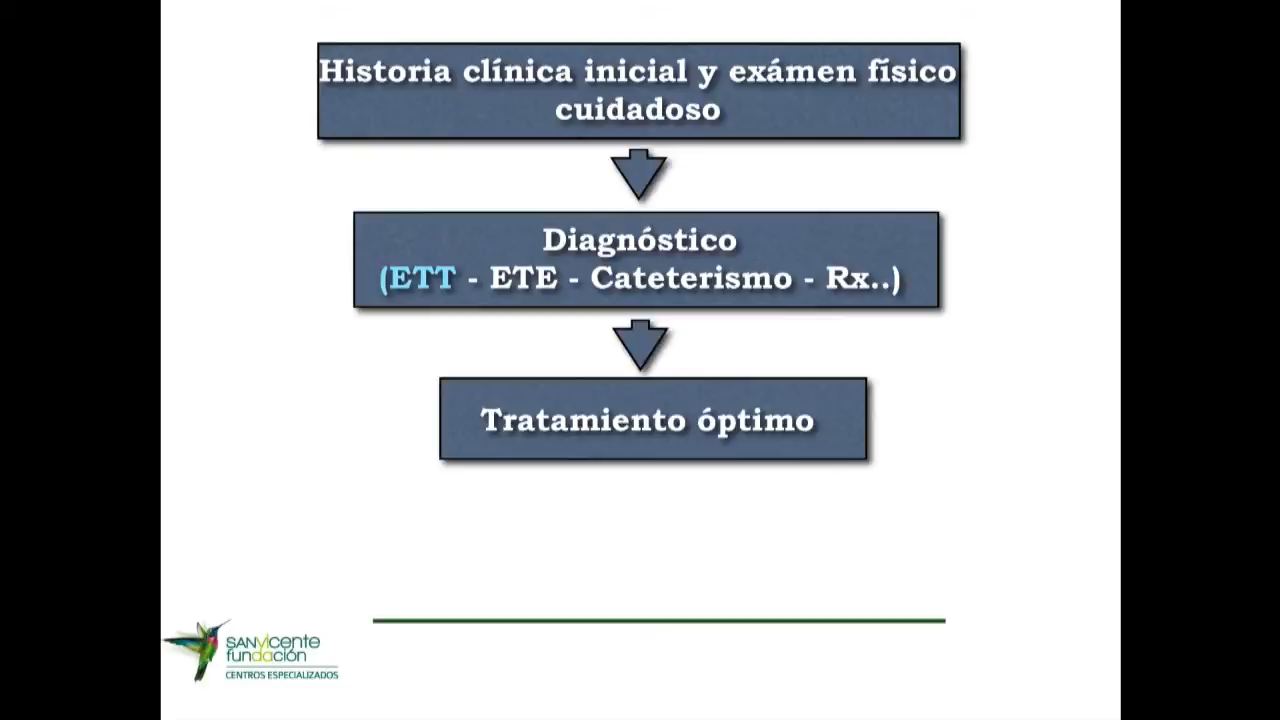 Historia clínica inicial y exámen físico
cuidadoso
Diagnóstico
(ETT - ETE - Cateterismo - Rx..)
Tratamiento óptimo
SANVICENTE
FUNDACIÓN
CENTROS ESPECIALIZADOS